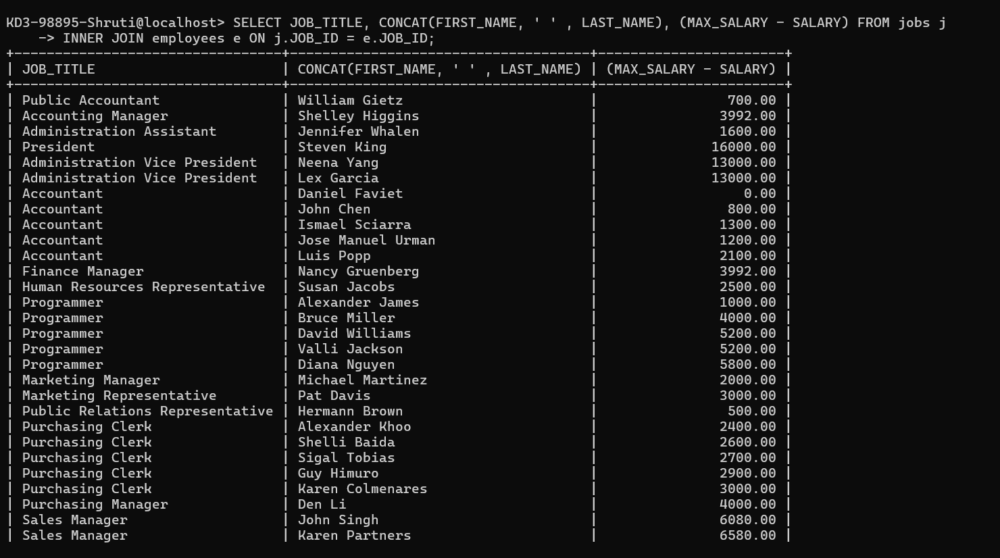 KD3-98895-Shruti@localhost> SELECT JOB_TITLE, CONCAT(FIRST_NAME, ' ' , LAST_NAME), (MAX_SALARY - SALARY) FROM jobs j
    -> INNER JOIN employees e ON j.JOB_ID = e.JOB_ID;
+---------------------------------+-------------------------------------+-----------------------+
| JOB_TITLE                       | CONCAT(FIRST_NAME, ' ' , LAST_NAME) | (MAX_SALARY - SALARY) |
+---------------------------------+-------------------------------------+-----------------------+
| Public Accountant               | William Gietz                       |                700.00 |
| Accounting Manager              | Shelley Higgins                     |               3992.00 |
| Administration Assistant        | Jennifer Whalen                     |               1600.00 |
| President                       | Steven King                         |              16000.00 |
| Administration Vice President   | Neena Yang                          |              13000.00 |
| Administration Vice President   | Lex Garcia                          |              13000.00 |
| Accountant                      | Daniel Faviet                       |                  0.00 |
| Accountant                      | John Chen                           |                800.00 |
| Accountant                      | Ismael Sciarra                      |               1300.00 |
| Accountant                      | Jose Manuel Urman                   |               1200.00 |
| Accountant                      | Luis Popp                           |               2100.00 |
| Finance Manager                 | Nancy Gruenberg                     |               3992.00 |
| Human Resources Representative  | Susan Jacobs                        |               2500.00 |
| Programmer                      | Alexander James                     |               1000.00 |
| Programmer                      | Bruce Miller                        |               4000.00 |
| Programmer                      | David Williams                      |               5200.00 |
| Programmer                      | Valli Jackson                       |               5200.00 |
| Programmer                      | Diana Nguyen                        |               5800.00 |
| Marketing Manager               | Michael Martinez                    |               2000.00 |
| Marketing Representative        | Pat Davis                           |               3000.00 |
| Public Relations Representative | Hermann Brown                       |                500.00 |
| Purchasing Clerk                | Alexander Khoo                      |               2400.00 |
| Purchasing Clerk                | Shelli Baida                        |               2600.00 |
| Purchasing Clerk                | Sigal Tobias                        |               2700.00 |
| Purchasing Clerk                | Guy Himuro                          |               2900.00 |
| Purchasing Clerk                | Karen Colmenares                    |               3000.00 |
| Purchasing Manager              | Den Li                              |               4000.00 |
| Sales Manager                   | John Singh                          |               6080.00 |
| Sales Manager                   | Karen Partners                      |               6580.00 |